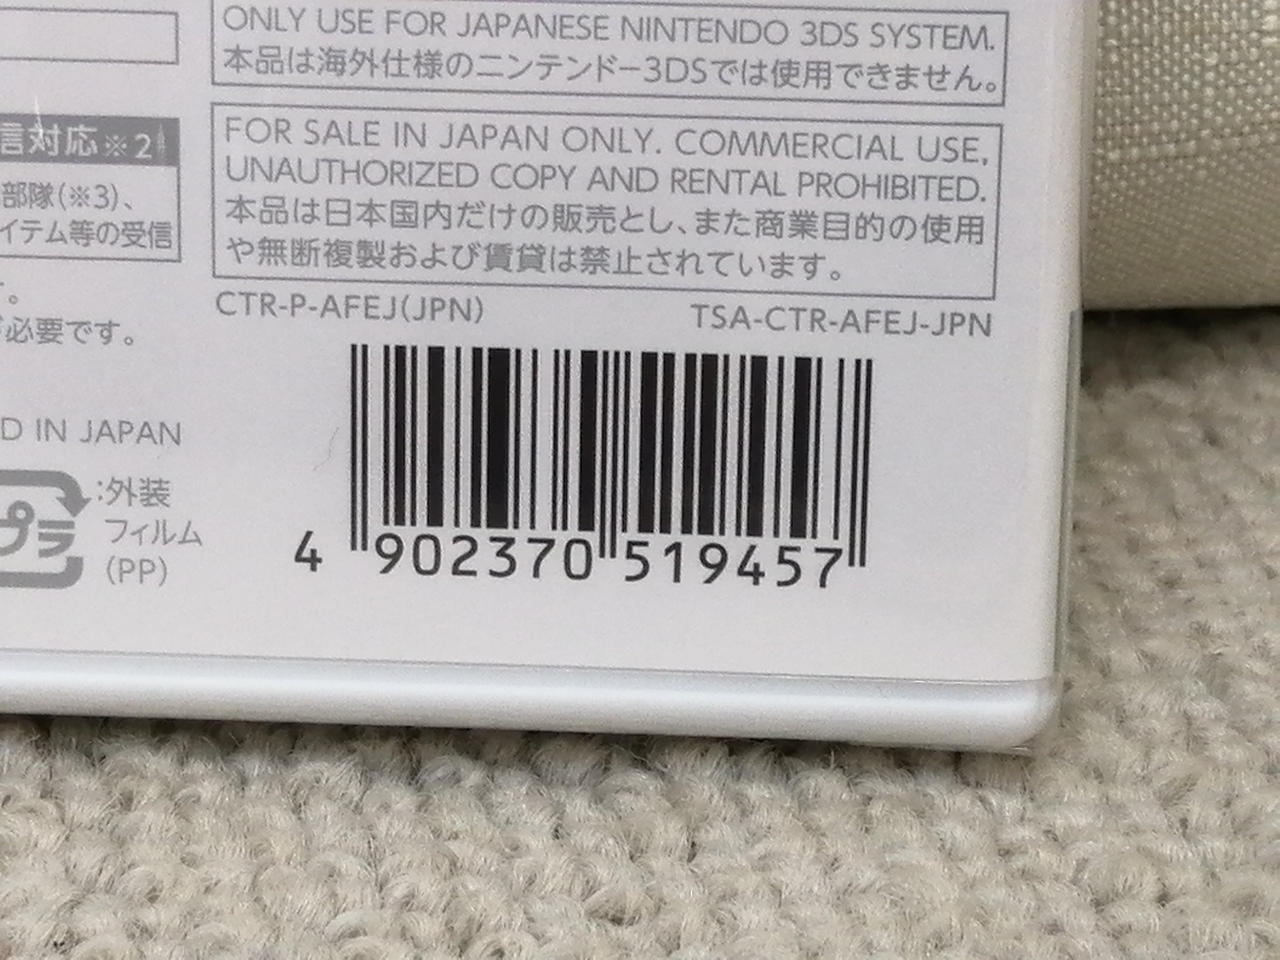 ONLY USE FOR JAPANESE NINTENDO 3DS SYSTEM.
本品は海外仕様のニンテンドー3DSでは使用できません。
FOR SALE IN JAPAN ONLY. COMMERCIAL USE,
UNAUTHORIZED COPY AND RENTAL PROHIBITED.
本品は日本国内だけの販売とし、また商業目的の使用
や無断複製および賃貸は禁止されています。
信対応※2
部隊(※3)、
イテム等の受信
す。
が必要です。
CTR-P-AFEJ(JPN)
TSA-CTR-AFEJ-JPN
D IN JAPAN
プラ
:外装
フィルム
(PP)
4 902370 519457